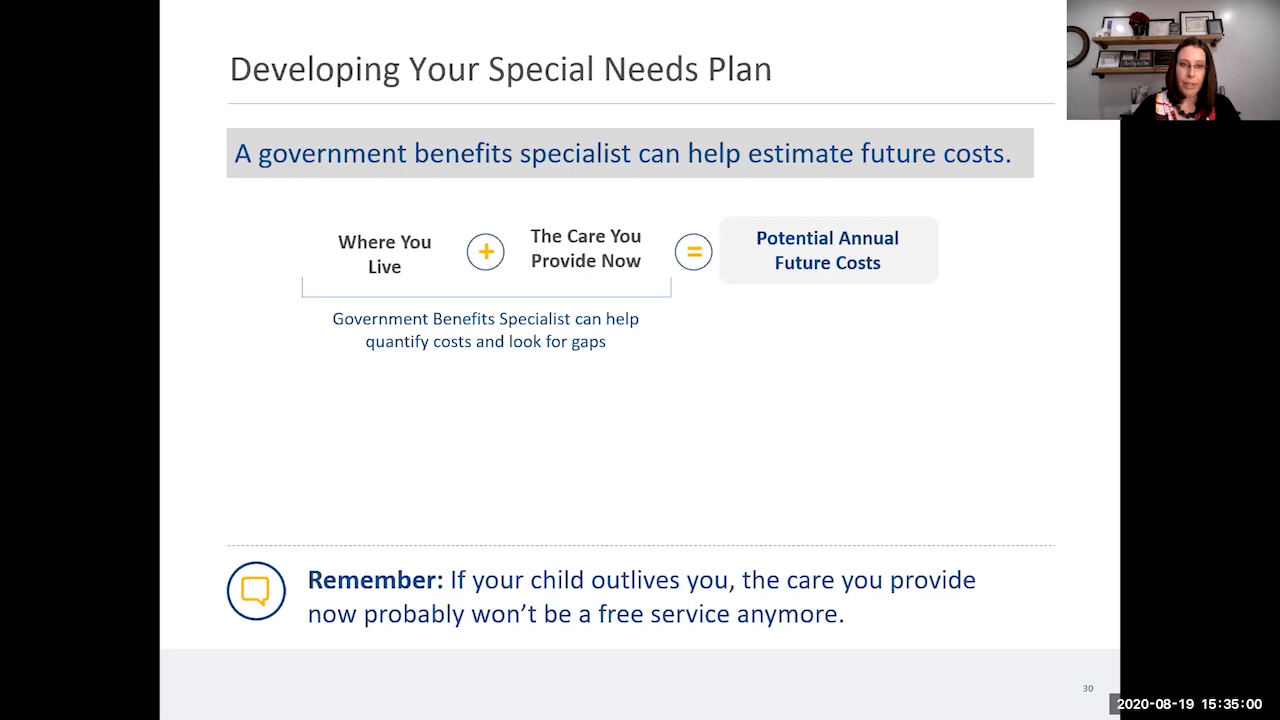 Developing Your Special Needs Plan
A government benefits specialist can help estimate future costs.
Where You
Live
+
The Care You
Provide Now
=
Potential Annual
Future Costs
Government Benefits Specialist can help
quantify costs and look for gaps
Remember: If your child outlives you, the care you provide
now probably won’t be a free service anymore.
30
2020-08-19 15:35:00